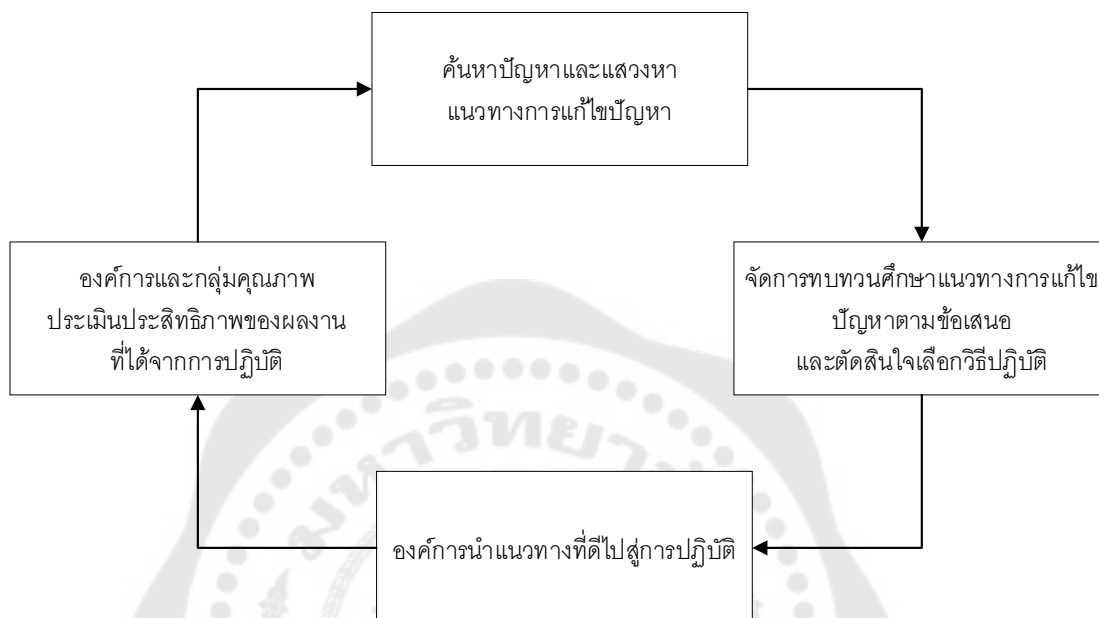 ค้นหาปัญหาและแสวงหา
แนวทางการแก้ไขปัญหา
องค์การและกลุ่มคุณภาพ
ประเมินประสิทธิภาพของผลงาน
ที่ได้จากการปฏิบัติ
จัดการทบทวนศึกษาแนวทางการแก้ไข
ปัญหาตามข้อเสนอ
และตัดสินใจเลือกวิธีปฏิบัติ
องค์การนำแนวทางที่ดีไปสู่การปฏิบัติ